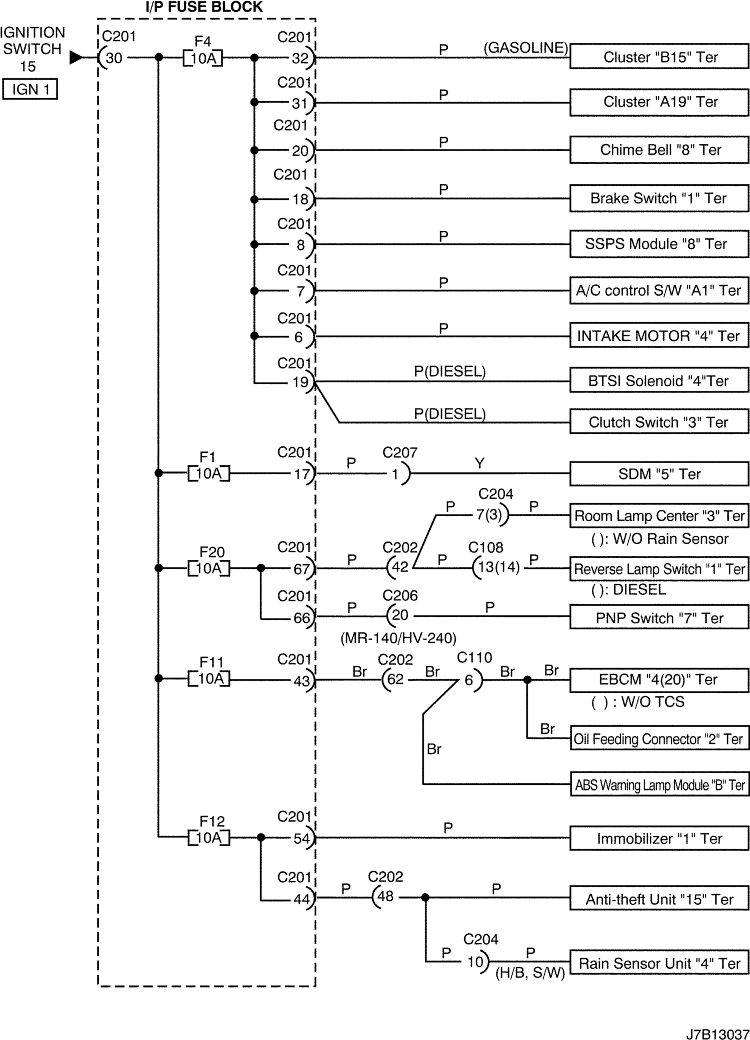 I/P FUSE BLOCK
IGNITION
SWITCH
15
IGN 1
C201
30
F4
10A
C201
32
P
(GASOLINE)
Cluster "B15" Ter
C201
31
P
Cluster "A19" Ter
C201
20
P
Chime Bell "8" Ter
C201
18
P
Brake Switch "1" Ter
C201
8
P
SSPS Module "8" Ter
C201
7
P
A/C control S/W "A1" Ter
C201
6
P
INTAKE MOTOR "4" Ter
C201
19
P(DIESEL)
BTSI Solenoid "4"Ter
P(DIESEL)
Clutch Switch "3" Ter
F1
10A
C201
17
P
C207
1
Y
SDM "5" Ter
P
C204
7(3)
P
Room Lamp Center "3" Ter
( ): W/O Rain Sensor
F20
10A
C201
67
P
C202
42
P
C108
13(14)
P
Reverse Lamp Switch "1" Ter
( ): DIESEL
C201
66
P
C206
20
P
PNP Switch "7" Ter
(MR-140/HV-240)
F11
10A
C201
43
Br
C202
62
Br
C110
6
Br
Br
EBCM "4(20)" Ter
( ) : W/O TCS
Br
Oil Feeding Connector "2" Ter
Br
ABS Warning Lamp Module "B" Ter
F12
10A
C201
54
P
Immobilizer "1" Ter
C201
44
P
C202
48
P
Anti-theft Unit "15" Ter
P
C204
10
P
(H/B, S/W)
Rain Sensor Unit "4" Ter
J7B13037